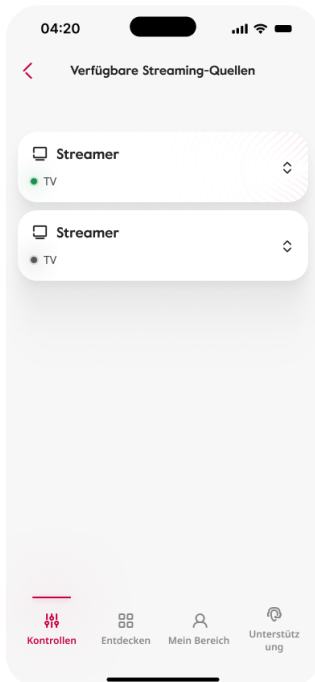 04:20
Verfügbare Streaming-Quellen
Streamer
TV
Streamer
TV
Kontrollen
Entdecken
Mein Bereich
Unterstütz
ung